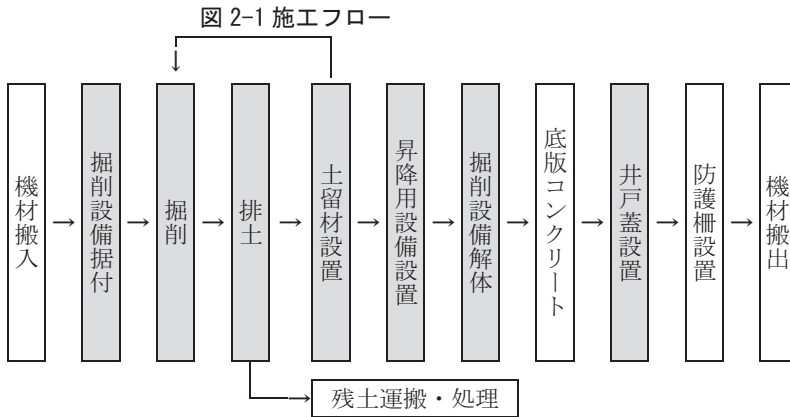 図 2-1 施工フロー
機材搬入
掘削設備据付
掘削
排土
土留材設置
昇降用設備設置
掘削設備解体
底版コンクリート
井戸蓋設置
防護柵設置
機材搬出
残土運搬・処理